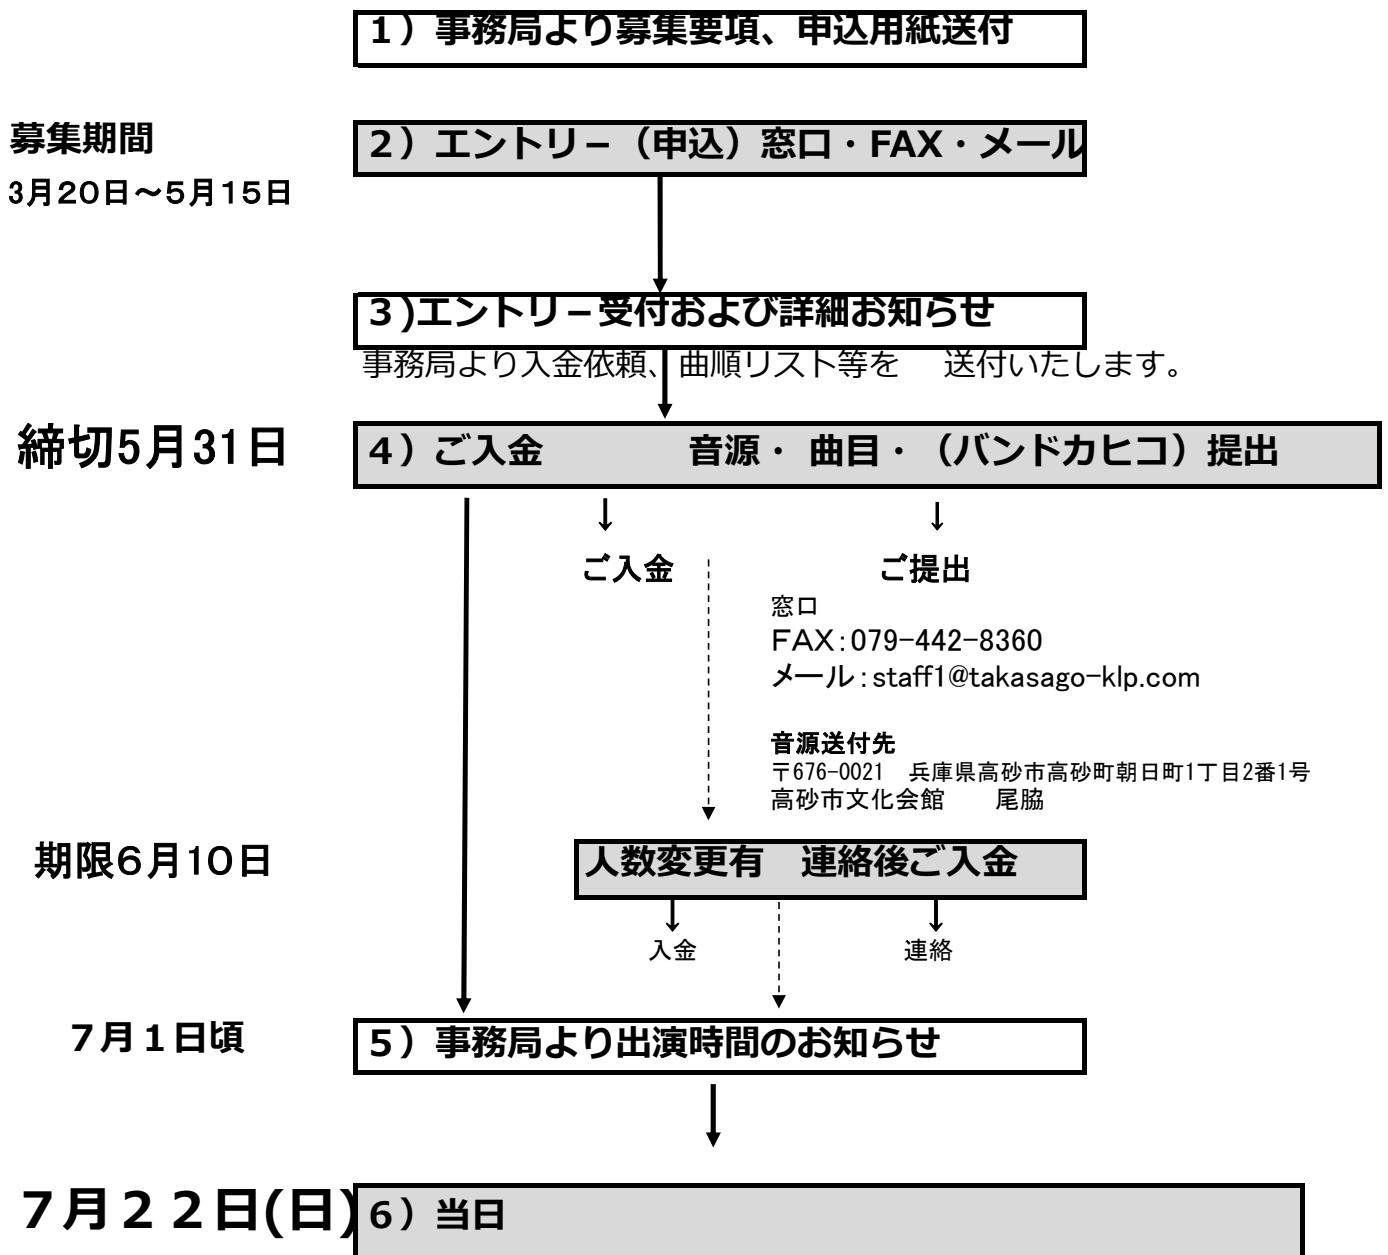 １）事務局より募集要項、申込用紙送付
募集期間
２）エントリ－（申込）窓口・FAX・メール
3月２０日～５月１５日
３)エントリ－受付および詳細お知らせ
事務局より入金依頼、曲順リスト等を　送付いたします。
締切5月31日
４）ご入金　　　音源・ 曲目・（バンドカヒコ）提出
↓　↓
ご入金　ご提出
窓口
ＦＡＸ：079-442-8360
メール：staff1@takasago-klp.com
音源送付先
〒676-0021　兵庫県高砂市高砂町朝日町1丁目2番1号
高砂市文化会館　　尾脇
期限６月１０日
人数変更有　連絡後ご入金
入金　連絡
７月１日頃
５）事務局より出演時間のお知らせ
７月２２日(日)
６）当日